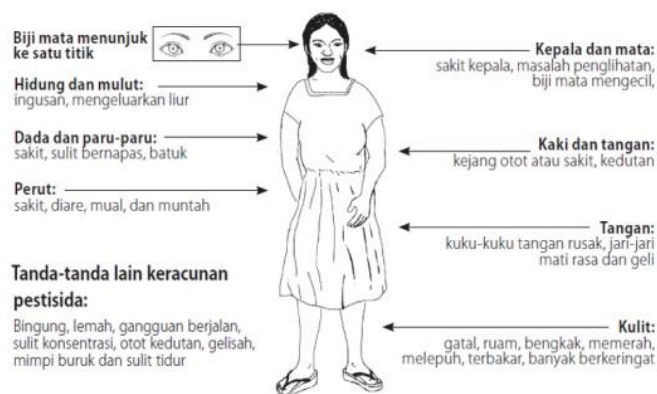 Biji mata menunjuk
ke satu titik
Hidung dan mulut:
ingusan, mengeluarkan liur
Dada dan paru-paru:
sakit, sulit bernapas, batuk
Perut:
sakit, diare, mual, dan muntah
Tanda-tanda lain keracunan
pestisida:
Bingung, lemah, gangguan berjalan,
sulit konsentrasi, otot kedutan, gelisah,
mimpi buruk dan sulit tidur
Kepala dan mata:
sakit kepala, masalah penglihatan,
biji mata mengecil,
Kaki dan tangan:
kejang otot atau sakit, kedutan
Tangan:
kuku-kuku tangan rusak, jari-jari
mati rasa dan geli
Kulit:
gatal, ruam, bengkak, memerah,
melepuh, terbakar, banyak berkeringat